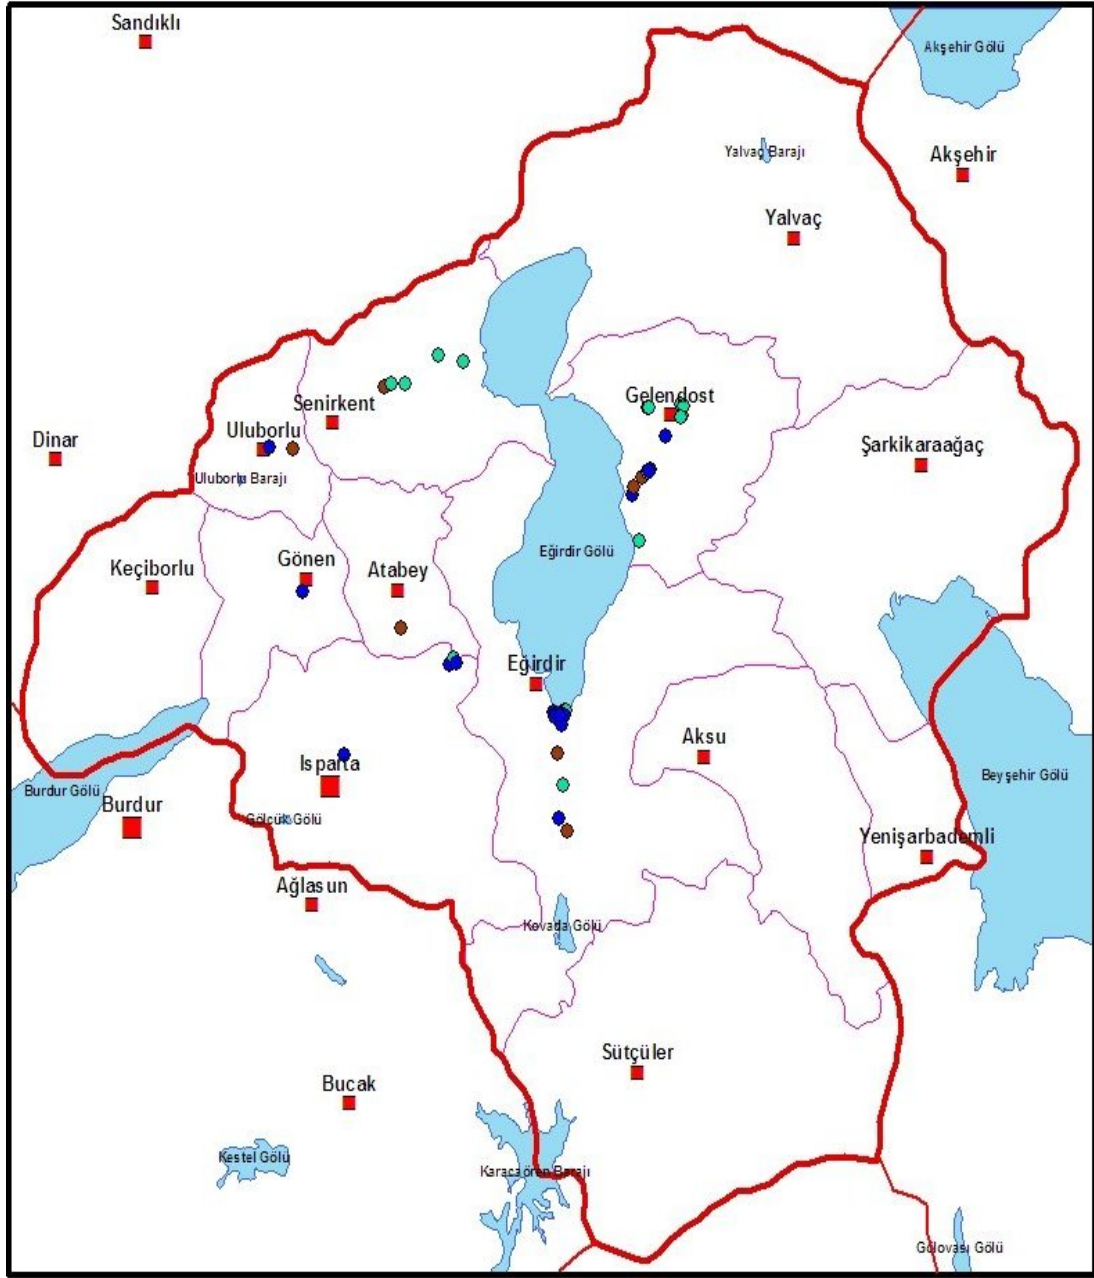 Sandıklı
Akşehir Gölü
Yalvaç Barajı
Akşehir
Yalvaç
Gelendost
Senirkent
Uluborlu
Dinar
Şarkikaraağaç
Uluborlu Barajı
Eğirdir Gölü
Gönen
Keçiborlu
Atabey
Eğirdir
Aksu
Isparta
Beyşehir Gölü
Burdur Gölü
Burdur
Gölcük Gölü
Yenişarbademli
Ağlasun
Kovada Gölü
Sütçüler
Bucak
Kestel Gölü
Karacaören Barajı
Gölovası Gölü